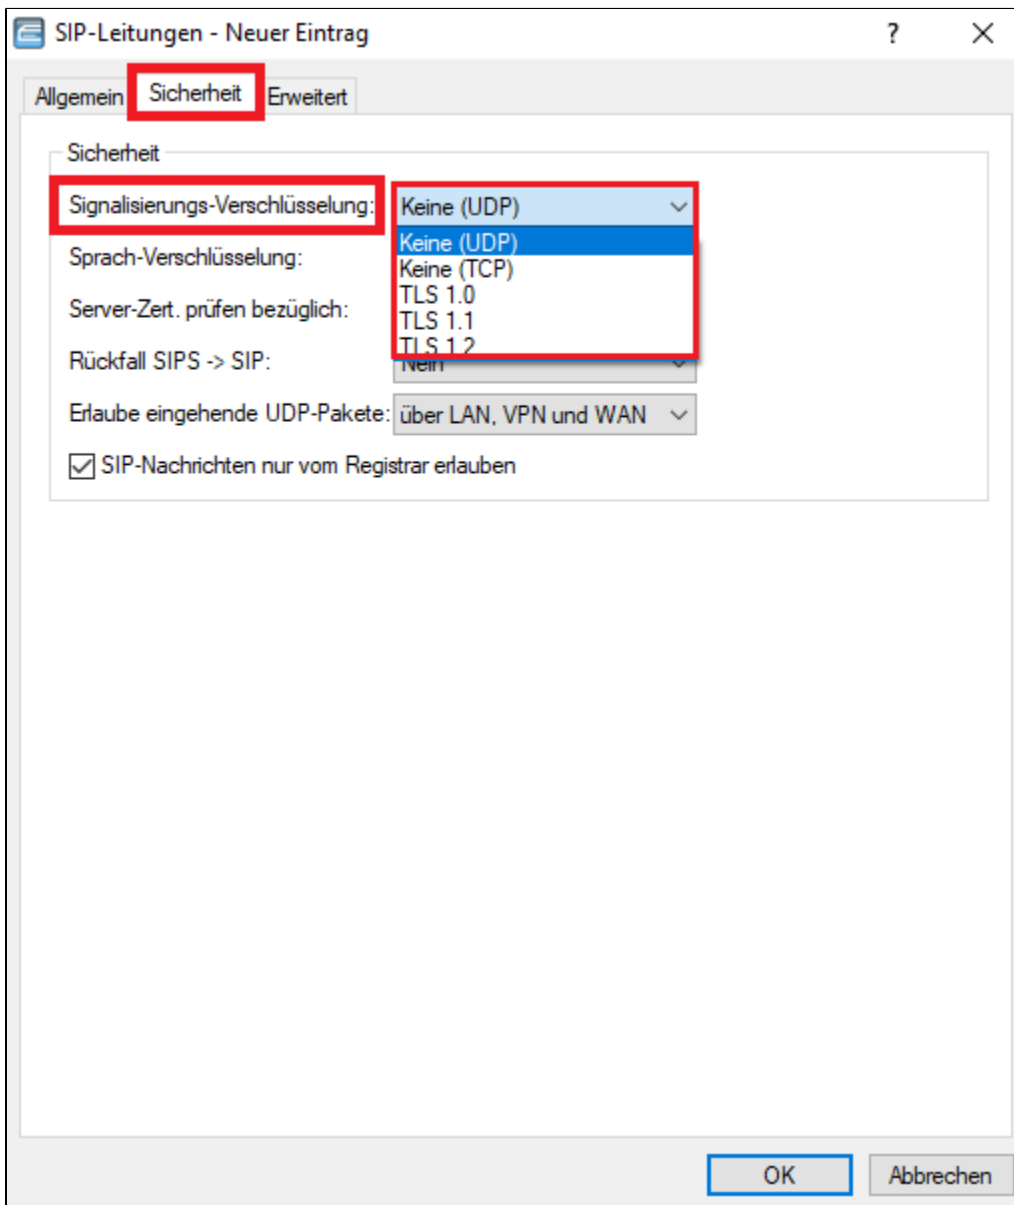 SIP-Leitungen - Neuer Eintrag ?
Allgemein Sicherheit Erweitert
Sicherheit
Signalisierungs-Verschlüsselung: Keine (UDP)
Keine (UDP)
Sprach-Verschlüsselung:
Keine (TCP)
TLS 1.0
Server-Zert. prüfen bezüglich:
TLS 1.1
TLS 1.2
Rückfall SIPS -> SIP: Nein
Erlaube eingehende UDP-Pakete: über LAN, VPN und WAN
SIP-Nachrichten nur vom Registrar erlauben
OK Abbrechen